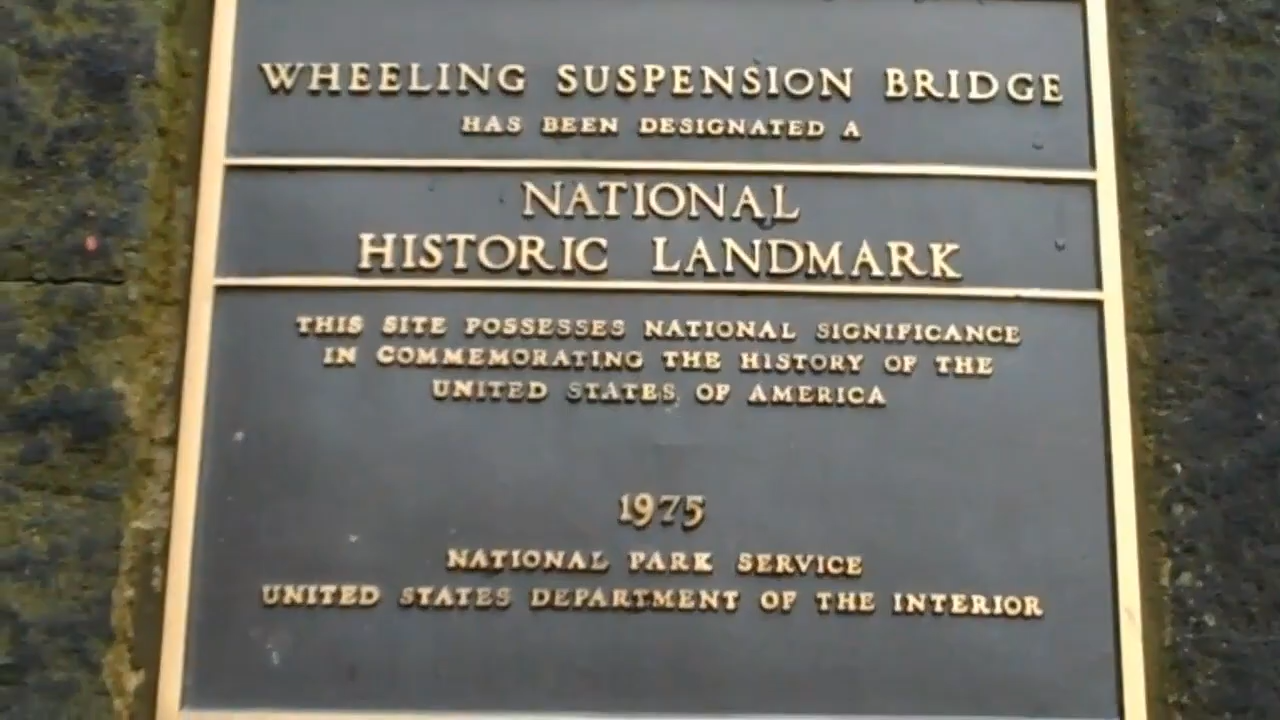 WHEELING SUSPENSION BRIDGE
HAS BEEN DESIGNATED A
NATIONAL
HISTORIC LANDMARK
THIS SITE POSSESSES NATIONAL SIGNIFICANCE
IN COMMEMORATING THE HISTORY OF THE
UNITED STATES OF AMERICA
1975
NATIONAL PARK SERVICE
UNITED STATES DEPARTMENT OF THE INTERIOR